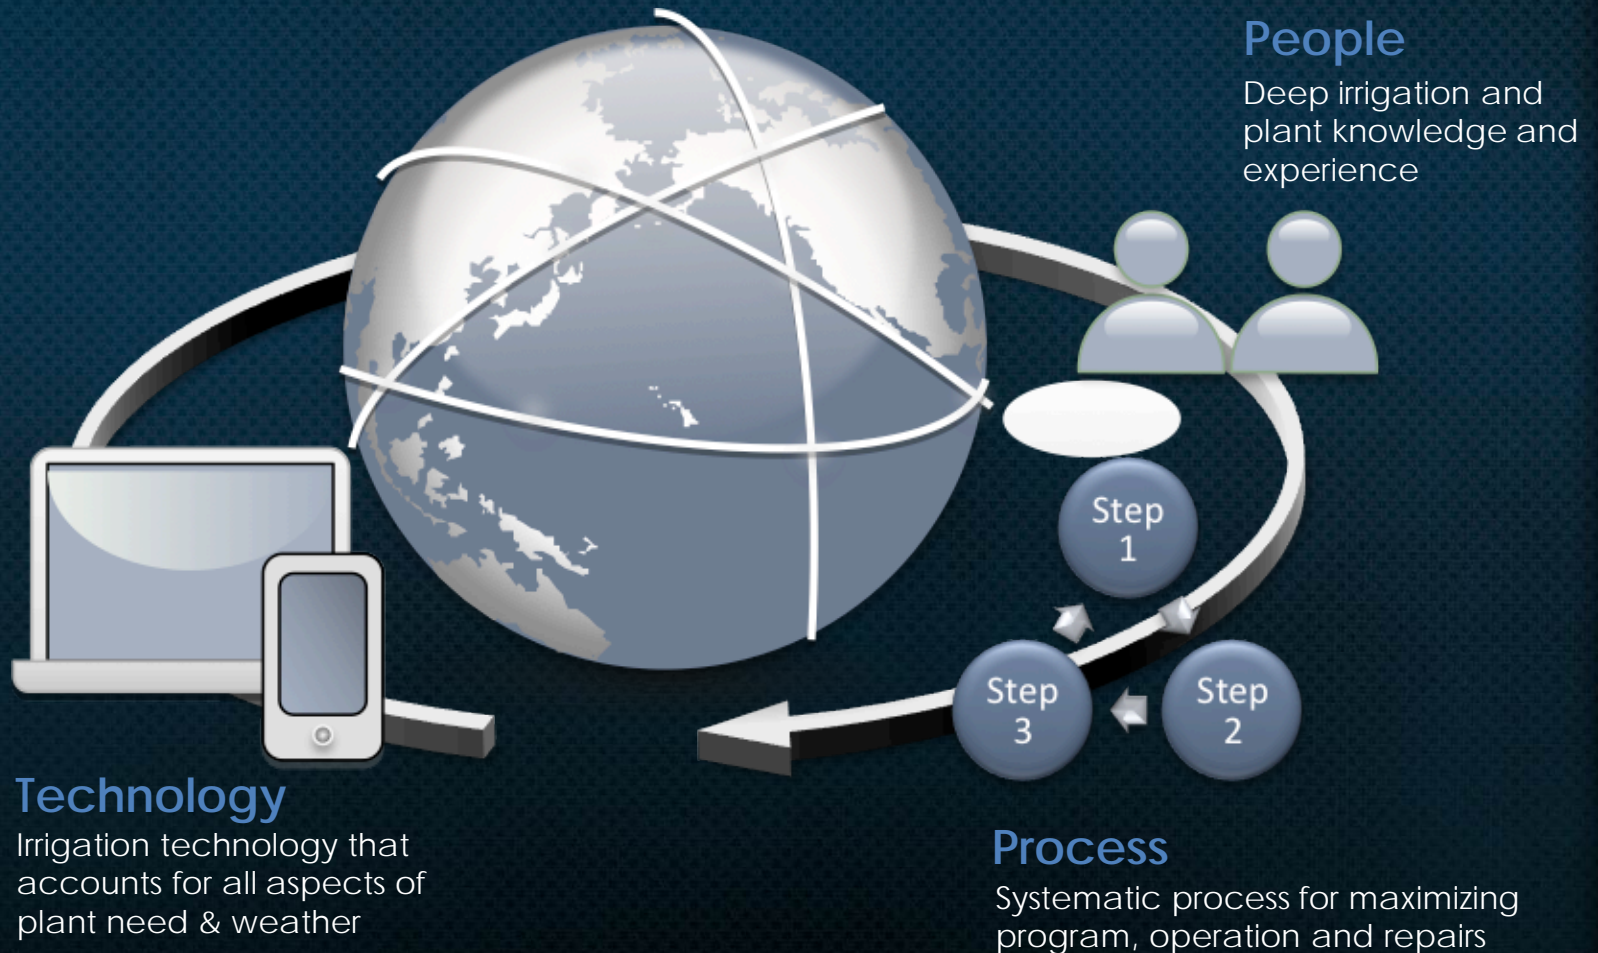 People
Deep irrigation and
plant knowledge and
experience
Step
1
Step
3
Step
2
Technology
Irrigation technology that
accounts for all aspects of
plant need & weather
Process
Systematic process for maximizing
program, operation and repairs